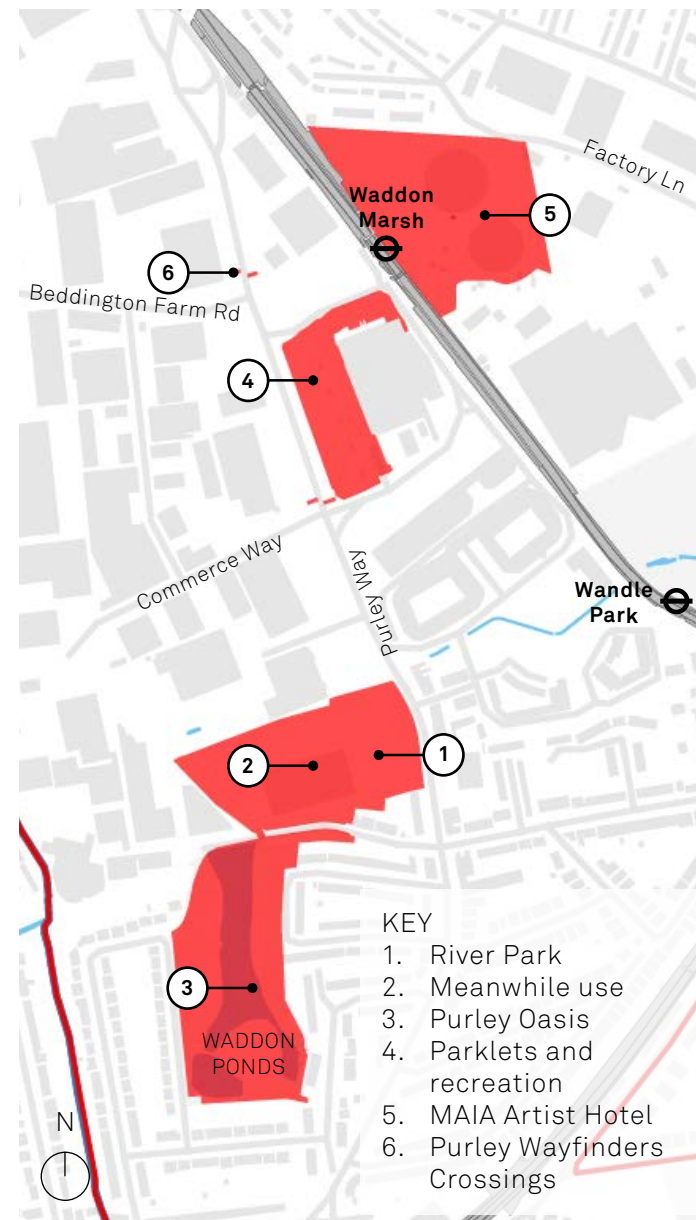 Factory Ln
Waddon
Marsh
5
6
Beddington Farm Rd
4
Commerce Way
Purley Way
Wandle
Park
1
2
3
WADDON
PONDS
N
KEY
1. River Park
2. Meanwhile use
3. Purley Oasis
4. Parklets and
recreation
5. MAIA Artist Hotel
6. Purley Wayfinders
Crossings